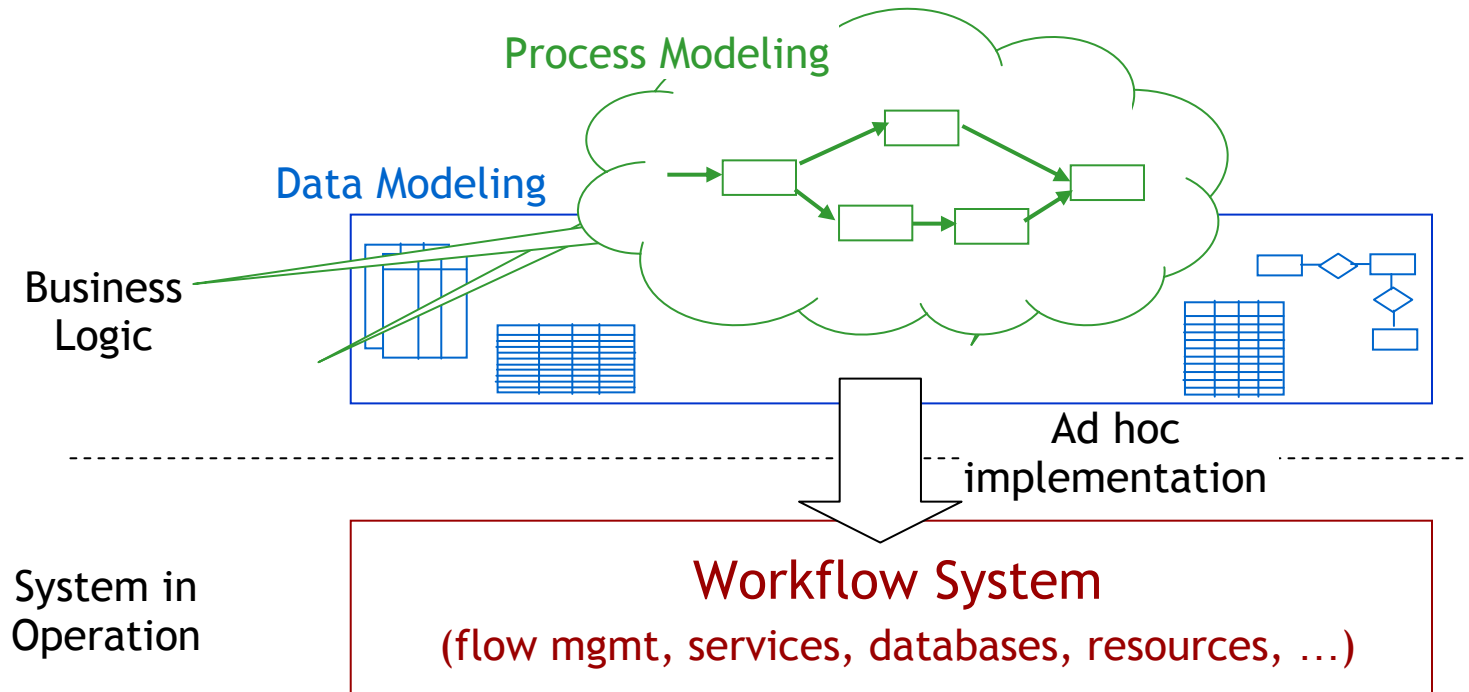 Process Modeling
Data Modeling
Business
Logic
Ad hoc
implementation
Workflow System
System in
Operation
(flow mgmt, services, databases, resources, …)